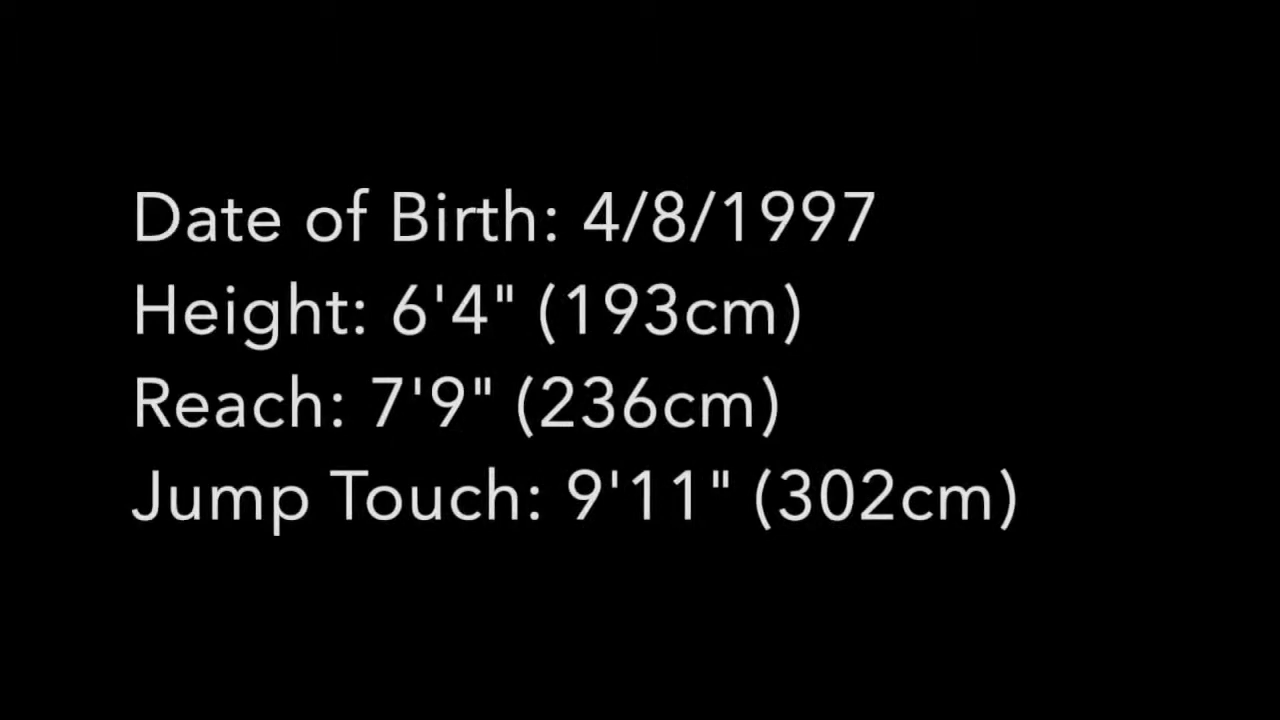 Date of Birth: 4/8/1997
Height: 6'4" (193cm)
Reach: 7'9" (236cm)
Jump Touch: 9'11" (302cm)